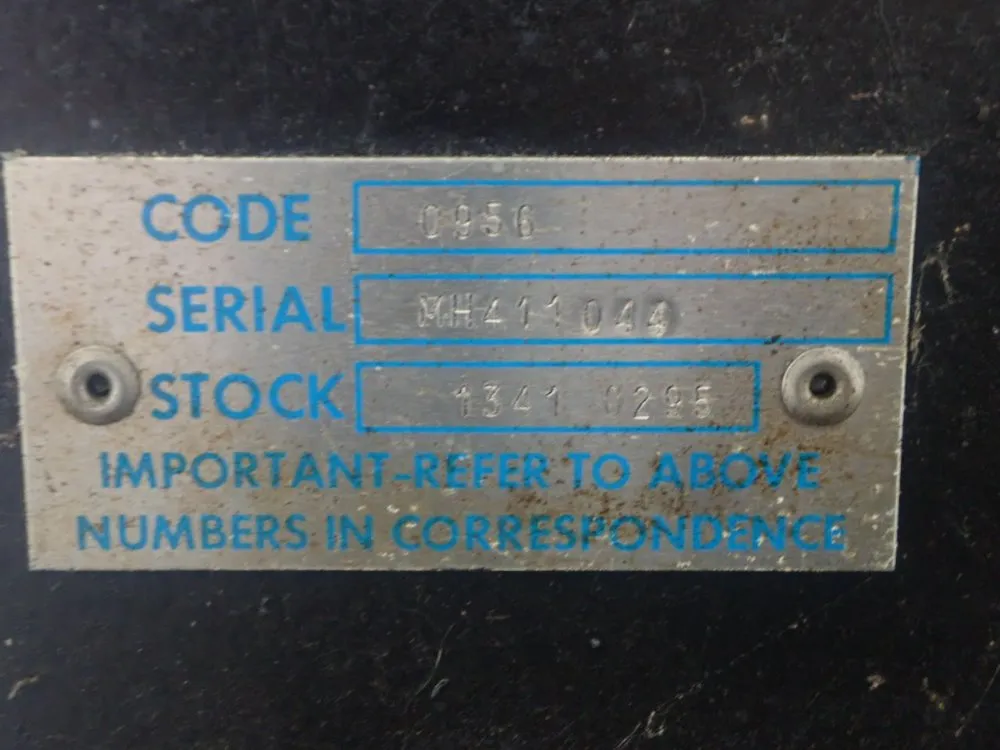 CODE 0956
SERIAL MH411044
STOCK 1341 0295
IMPORTANT-REFER TO ABOVE
NUMBERS IN CORRESPONDENCE